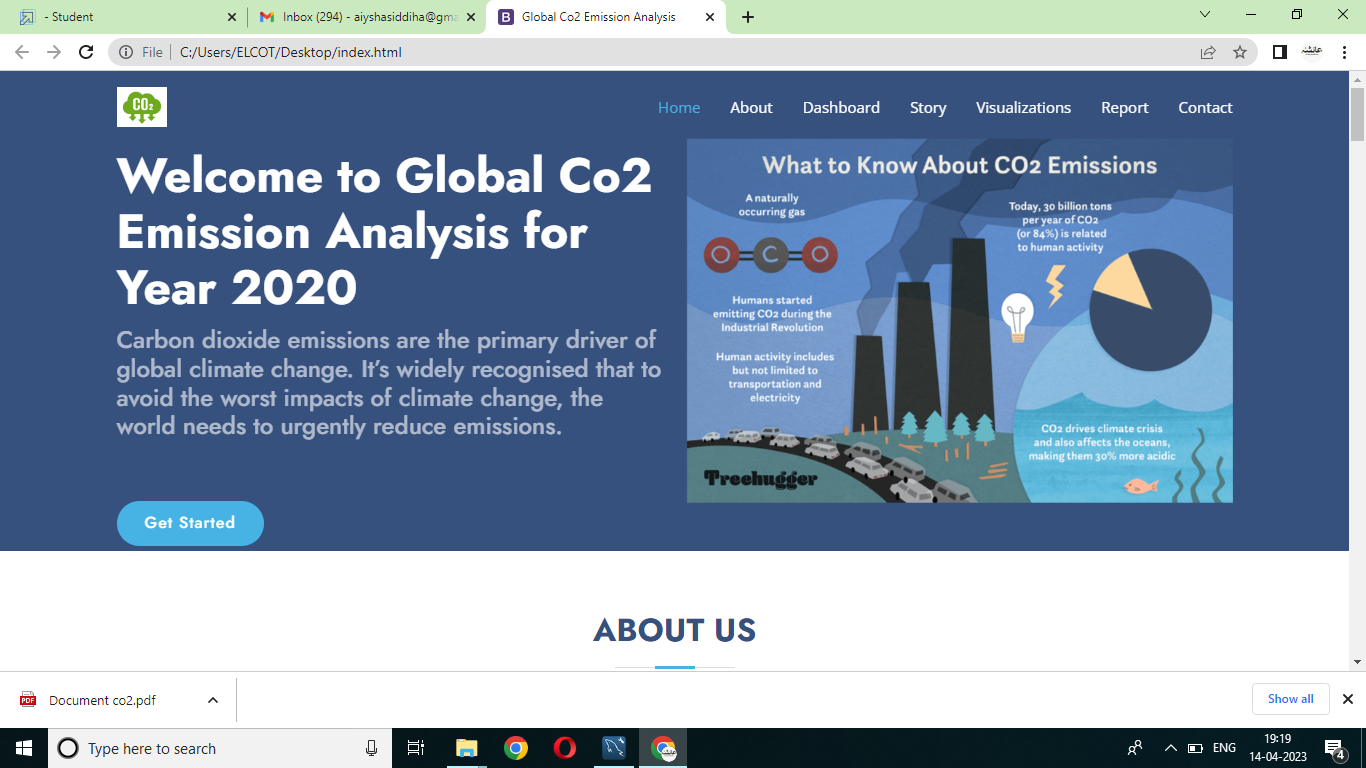 - Student
Inbox (294) - aiyshasiddiha@gma
Global Co2 Emission Analysis
File
C:/Users/ELCOT/Desktop/index.html
عائشہ
CO2
Home
About
Dashboard
Story
Visualizations
Report
Contact
Welcome to Global Co2
Emission Analysis for
Year 2020
Carbon dioxide emissions are the primary driver of
global climate change. It's widely recognised that to
avoid the worst impacts of climate change, the
world needs to urgently reduce emissions.
Get Started
What to Know About CO2 Emissions
A naturally
occurring gas
O C O
Humans started
emitting CO2 during the
Industrial Revolution
Human activity includes
but not limited to
transportation and
electricity
Today, 30 billion tons
per year of CO2
(or 84%) is related
to human activity
CO2 drives climate crisis
and also affects the oceans,
making them 30% more acidic
Treehugger
ABOUT US
PDF
Document co2.pdf
Show all
Type here to search
ENG
19:19
14-04-2023
4